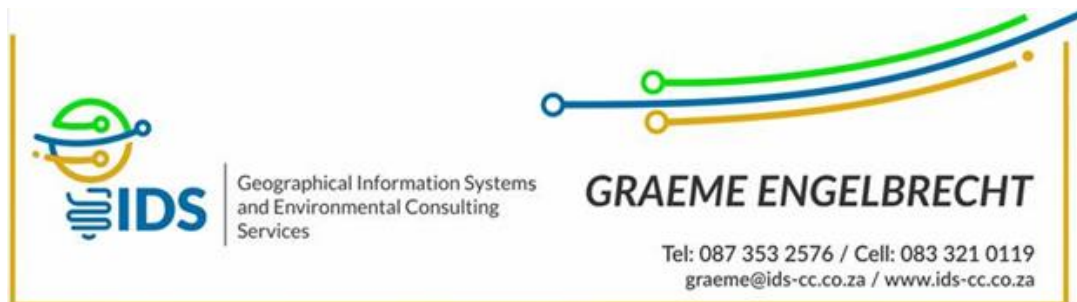 IDS
Geographical Information Systems
and Environmental Consulting
Services
GRAEME ENGELBRECHT
Tel: 087 353 2576 / Cell: 083 321 0119
graeme@ids-cc.co.za / www.ids-cc.co.za